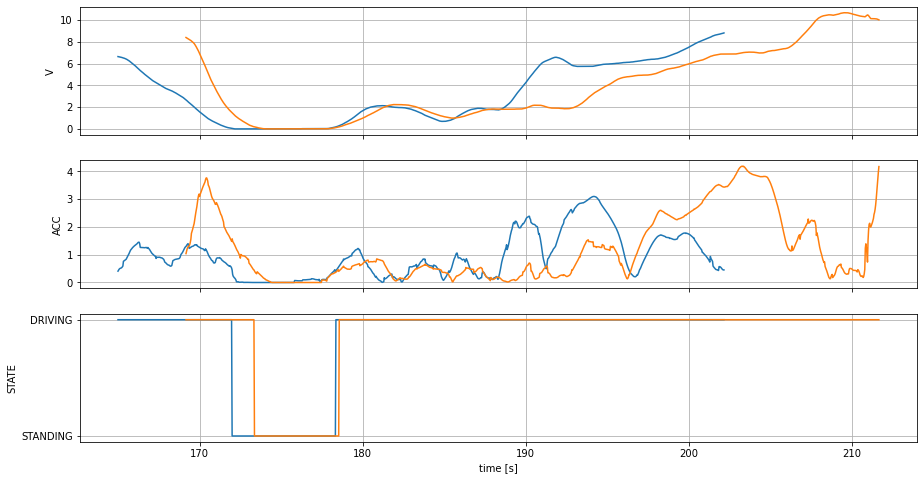 10
8
6
4
2
0
V
4
3
2
1
0
ACC
DRIVING
STANDING
STATE
170
180
190
200
210
time [s]